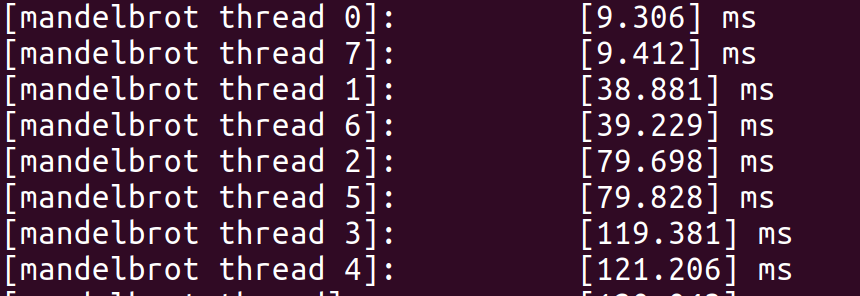 [mandelbrot thread 0]: [9.306] ms
[mandelbrot thread 7]: [9.412] ms
[mandelbrot thread 1]: [38.881] ms
[mandelbrot thread 6]: [39.229] ms
[mandelbrot thread 2]: [79.698] ms
[mandelbrot thread 5]: [79.828] ms
[mandelbrot thread 3]: [119.381] ms
[mandelbrot thread 4]: [121.206] ms